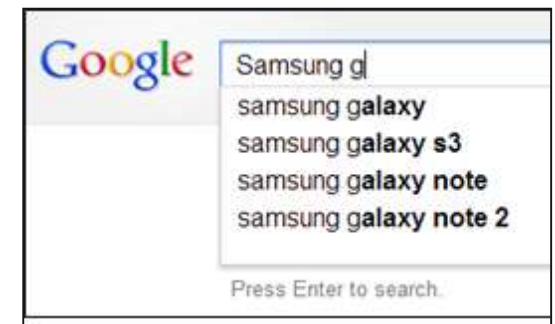 Google
Samsung g
samsung galaxy
samsung galaxy s3
samsung galaxy note
samsung galaxy note 2
Press Enter to search.